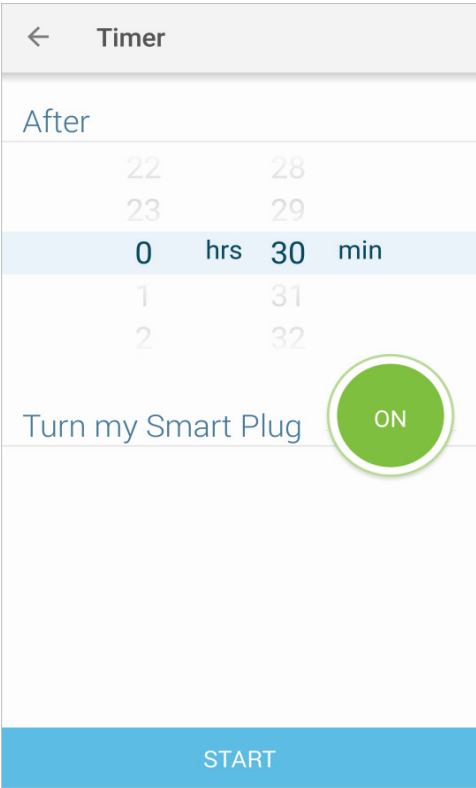 Timer
After
22 28
23 29
0 hrs 30 min
1 31
2 32
Turn my Smart Plug ON
START